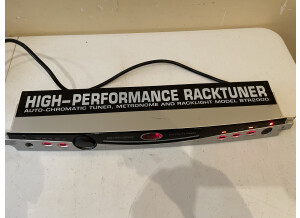 HIGH-PERFORMANCE RACKTUNER
AUTO-CHROMATIC TUNER, METRONOME AND RACKLIGHT MODEL BTR2000